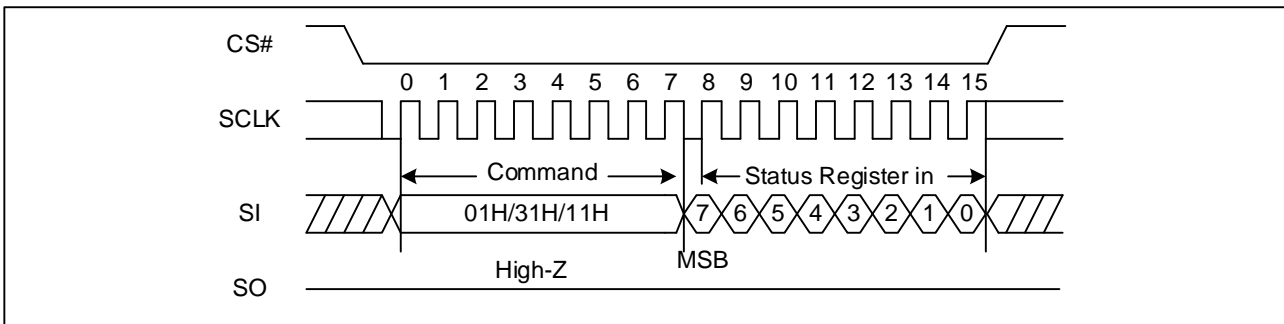 CS#
0 1 2 3 4 5 6 7 8 9 10 11 12 13 14 15
SCLK
Command Status Register in
SI 01H/31H/11H 7 6 5 4 3 2 1 0
High-Z MSB
SO